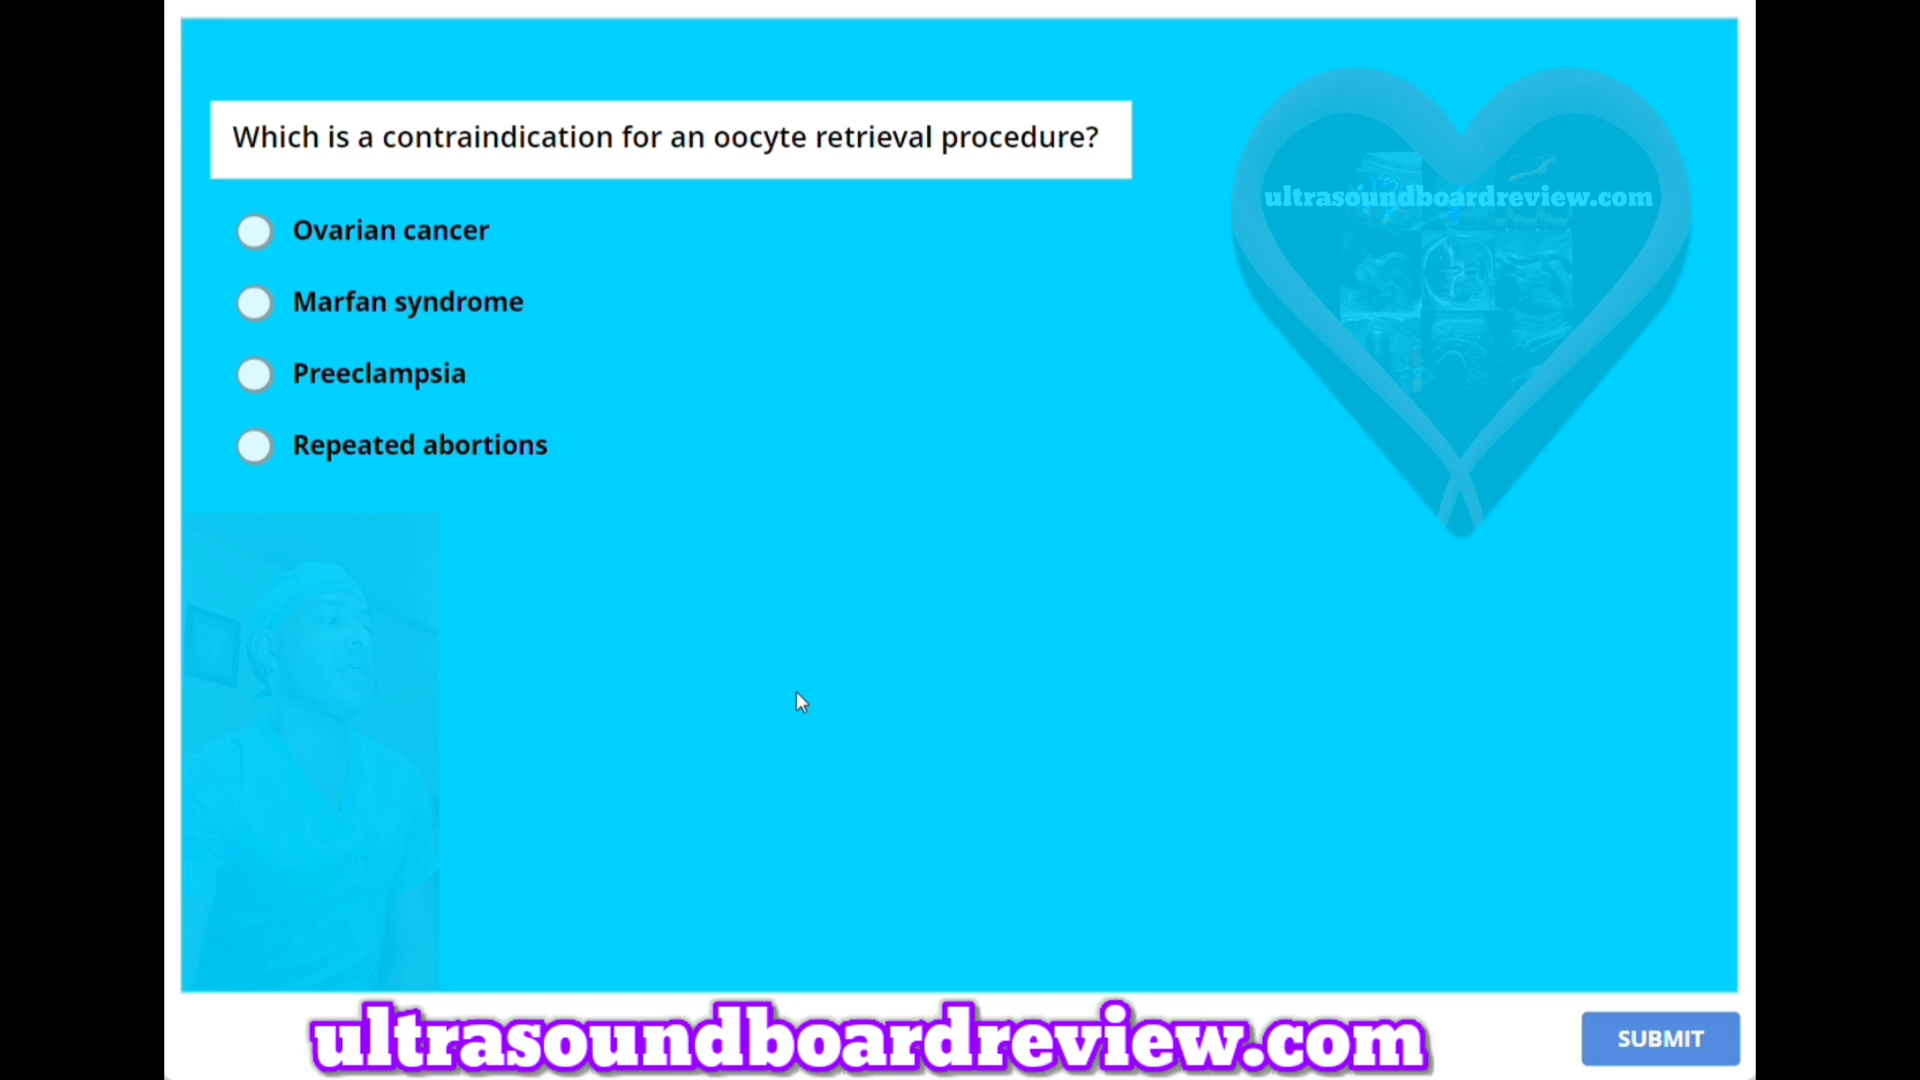 Which is a contraindication for an oocyte retrieval procedure?
ultrasoundboardreview.com
Ovarian cancer
Marfan syndrome
Preeclampsia
Repeated abortions
ultrasoundboardreview.com
SUBMIT